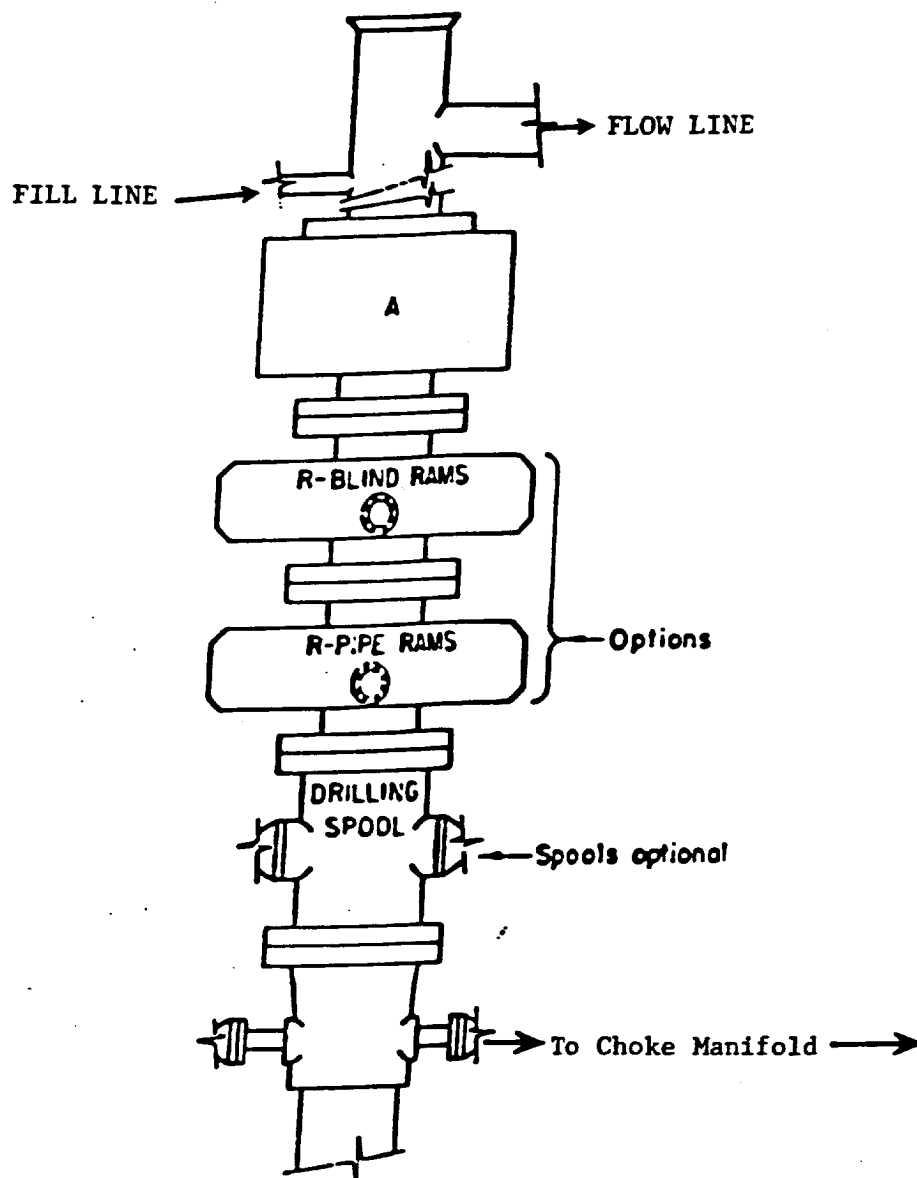 FLOW LINE
FILL LINE
A
R-BLIND RAMS
R-PIPE RAMS
Options
DRILLING
SPOOL
Spools optional
To Choke Manifold